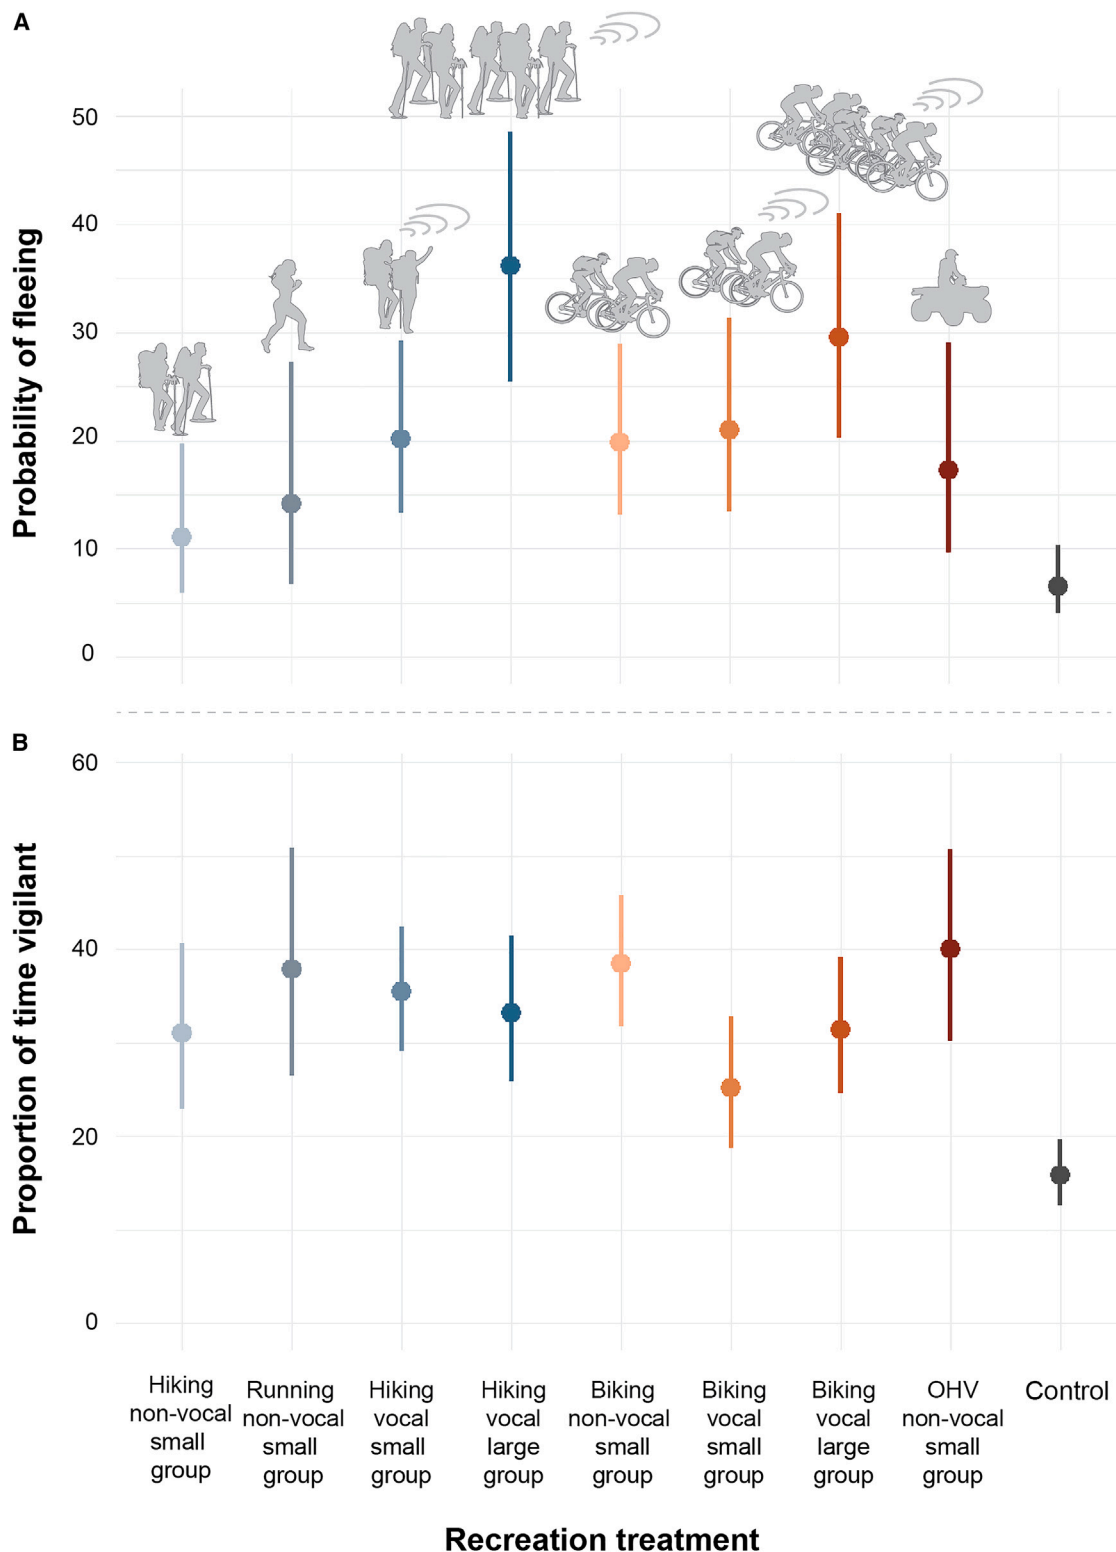 A
50
40
30
20
10
0
Probability of fleeing
B
60
40
20
0
Proportion of time vigilant
Hiking
non-vocal
small
group
Running
non-vocal
small
group
Hiking
vocal
small
group
Hiking
vocal
large
group
Biking
non-vocal
small
group
Biking
vocal
small
group
Biking
vocal
large
group
OHV
non-vocal
small
group
Control
Recreation treatment